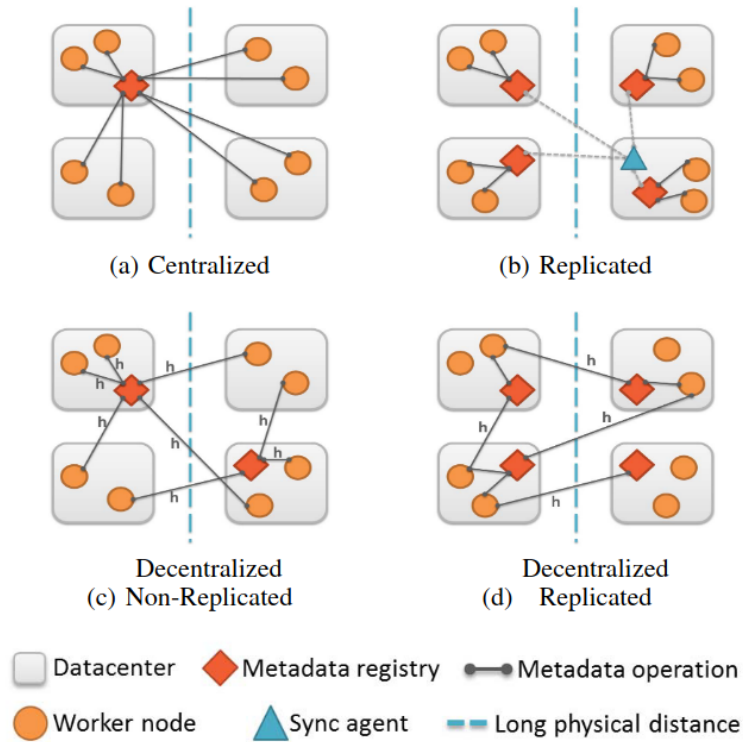 (a) Centralized
(b) Replicated
h
h
h
h
h
h
h
h
h
h
h
h
Decentralized
(c) Non-Replicated
Decentralized
(d) Replicated
Datacenter
Metadata registry
Metadata operation
Worker node
Sync agent
Long physical distance